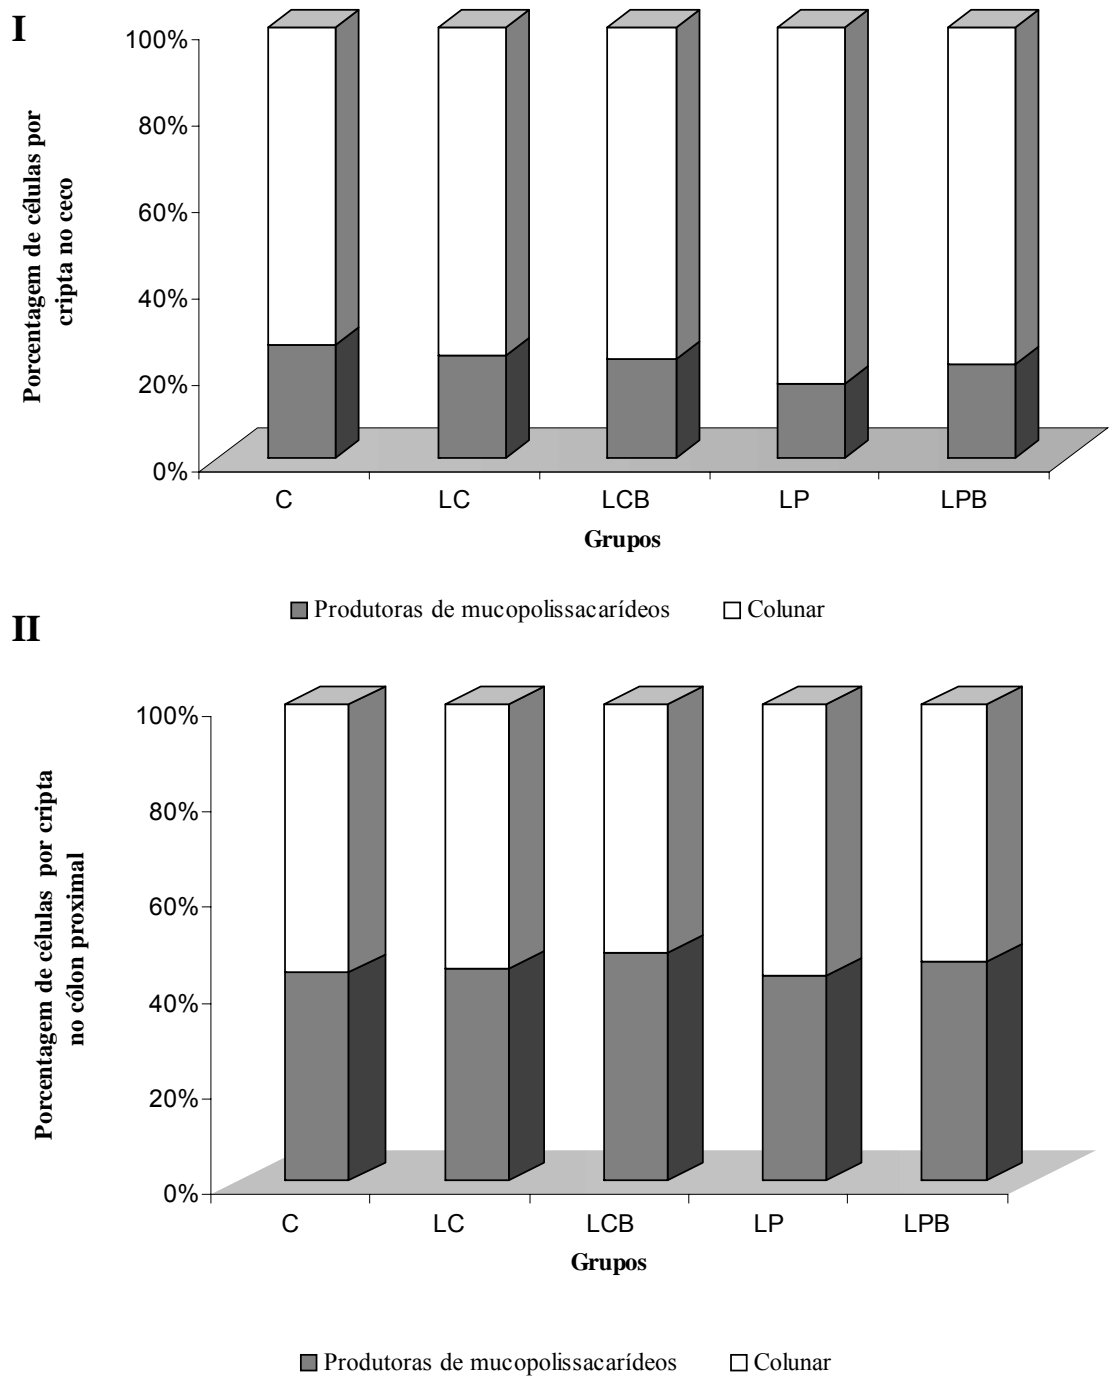 I
100%
80%
60%
40%
20%
0%
Porcentagem de células por
cripta no ceco
C LC LCB LP LPB
Grupos
Produtoras de mucopolissacarídeos Colunar
II
100%
80%
60%
40%
20%
0%
Porcentagem de células por cripta
no cólon proximal
C LC LCB LP LPB
Grupos
Produtoras de mucopolissacarídeos Colunar